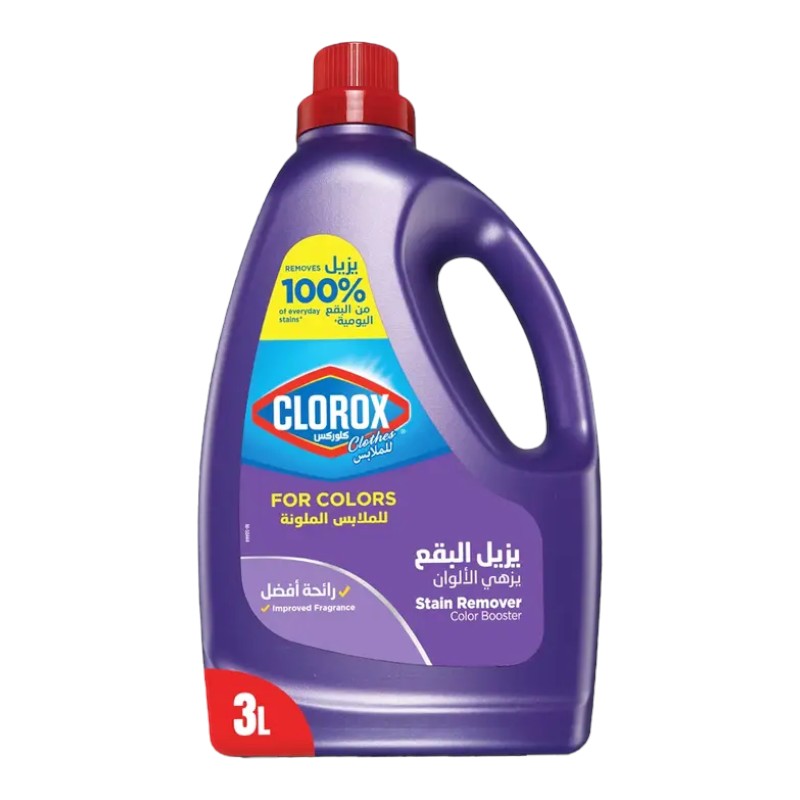 REMOVES يزيل
100%
of everyday من البقع
stains* اليومية*
CLOROX
كلوركس
Clothes®
للملابس
FOR COLORS
للملابس الملونة
يزيل البقع
يزهي الألوان
Stain Remover
Color Booster
رائحة أفضل
Improved Fragrance
3L